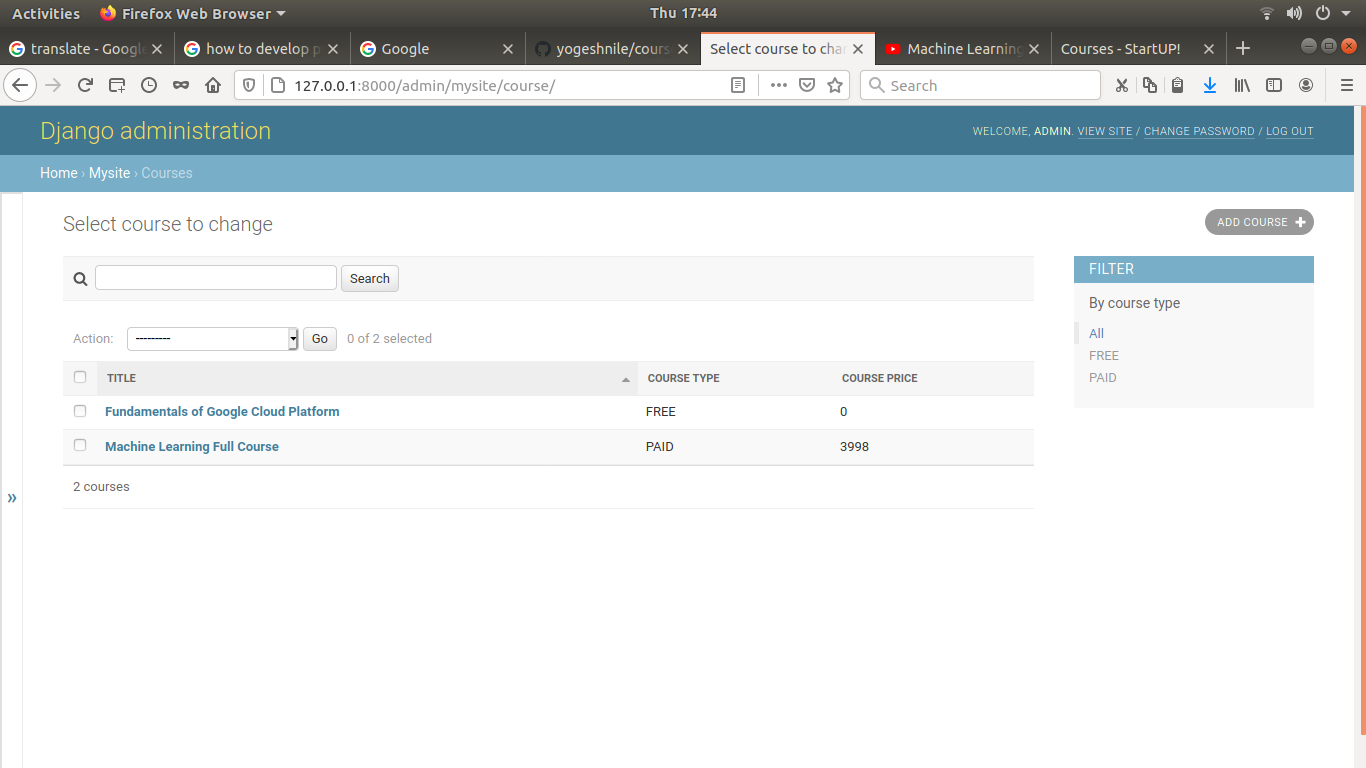 Activities Firefox Web Browser Thu 17:44
translate - Google how to develop p Google yogeshnile/cours Select course to cha Machine Learning Courses - StartUP!
127.0.0.1:8000/admin/mysite/course/ Search
Django administration WELCOME, ADMIN. VIEW SITE / CHANGE PASSWORD / LOG OUT
Home › Mysite › Courses
Select course to change ADD COURSE +
Search
FILTER
By course type
All
FREE
PAID
Action: --------- Go 0 of 2 selected
TITLE COURSE TYPE COURSE PRICE
Fundamentals of Google Cloud Platform FREE 0
Machine Learning Full Course PAID 3998
2 courses
»